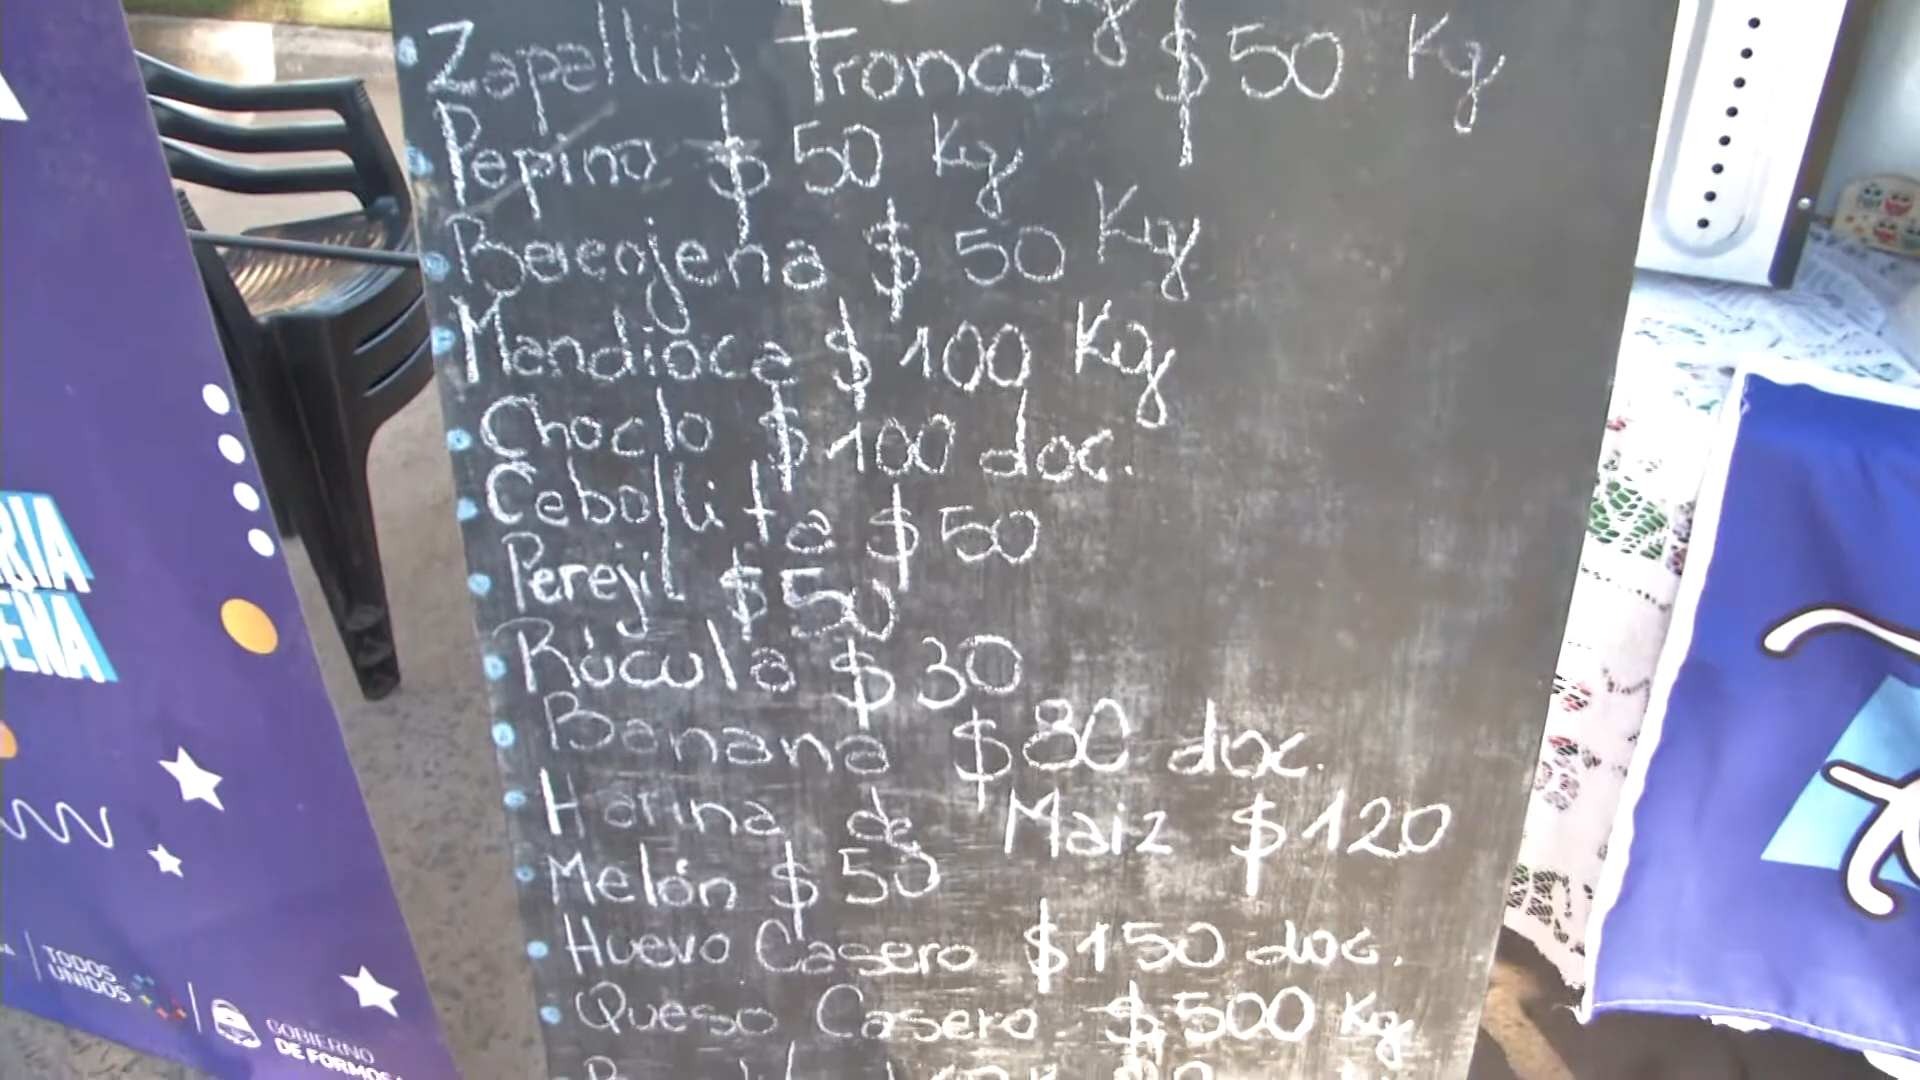 Zapallito Tronco $50 Kg
Pepino $50 Kg
Berenjena $50 Kg
Mandioca $100 Kg
Choclo $100 doc.
Cebollita $50
Perejil $50
Rúcula $30
Banana $80 doc.
Harina de Maiz $120
Melón $50
Huevo Casero $150 doc.
Queso Casero $500 Kg
TODOS
UNIDOS
GOBIERNO
DE FORMOSA